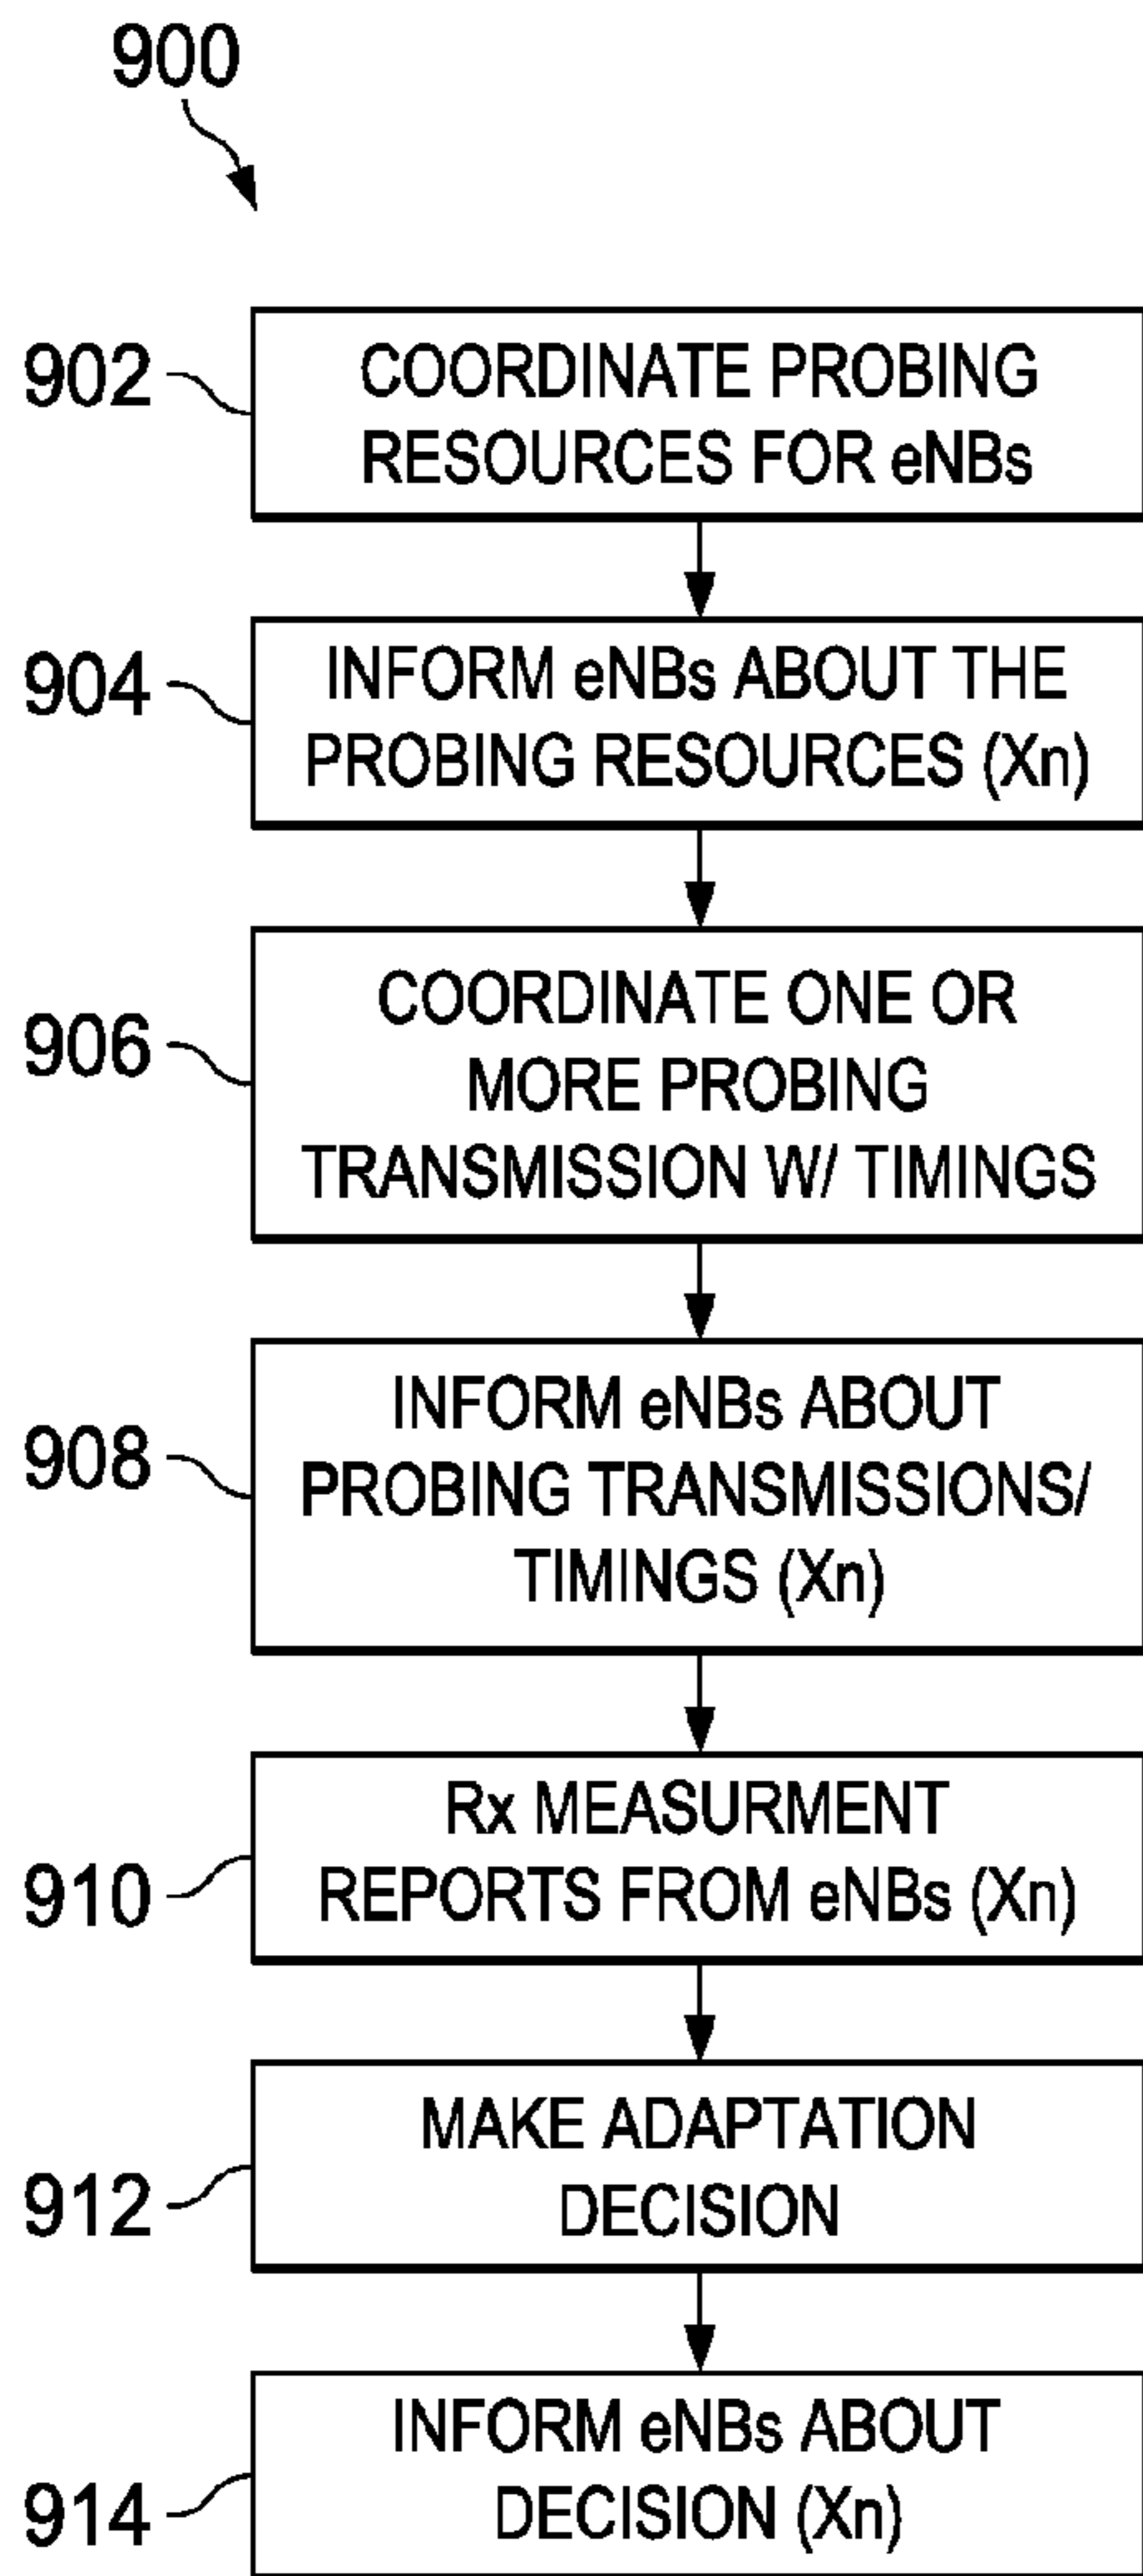 900
902
COORDINATE PROBING
RESOURCES FOR eNBs
904
INFORM eNBs ABOUT THE
PROBING RESOURCES (Xn)
906
COORDINATE ONE OR
MORE PROBING
TRANSMISSION W/ TIMINGS
908
INFORM eNBs ABOUT
PROBING TRANSMISSIONS/
TIMINGS (Xn)
910
Rx MEASURMENT
REPORTS FROM eNBs (Xn)
912
MAKE ADAPTATION
DECISION
914
INFORM eNBs ABOUT
DECISION (Xn)